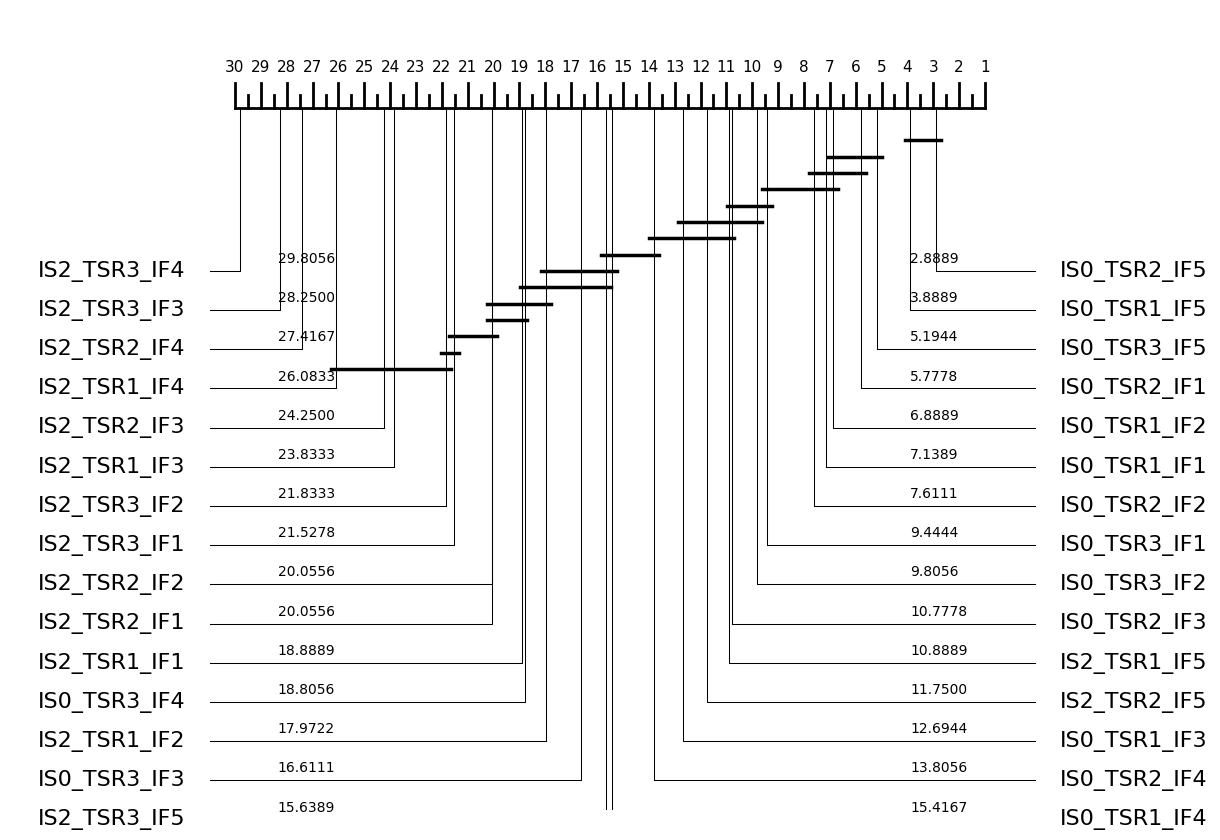 30 29 28 27 26 25 24 23 22 21 20 19 18 17 16 15 14 13 12 11 10 9 8 7 6 5 4 3 2 1
IS2_TSR3_IF4 29.8056 2.8889 IS0_TSR2_IF5
IS2_TSR3_IF3 28.2500 3.8889 IS0_TSR1_IF5
IS2_TSR2_IF4 27.4167 5.1944 IS0_TSR3_IF5
IS2_TSR1_IF4 26.0833 5.7778 IS0_TSR2_IF1
IS2_TSR2_IF3 24.2500 6.8889 IS0_TSR1_IF2
IS2_TSR1_IF3 23.8333 7.1389 IS0_TSR1_IF1
IS2_TSR3_IF2 21.8333 7.6111 IS0_TSR2_IF2
IS2_TSR3_IF1 21.5278 9.4444 IS0_TSR3_IF1
IS2_TSR2_IF2 20.0556 9.8056 IS0_TSR3_IF2
IS2_TSR2_IF1 20.0556 10.7778 IS0_TSR2_IF3
IS2_TSR1_IF1 18.8889 10.8889 IS2_TSR1_IF5
IS0_TSR3_IF4 18.8056 11.7500 IS2_TSR2_IF5
IS2_TSR1_IF2 17.9722 12.6944 IS0_TSR1_IF3
IS0_TSR3_IF3 16.6111 13.8056 IS0_TSR2_IF4
IS2_TSR3_IF5 15.6389 15.4167 IS0_TSR1_IF4